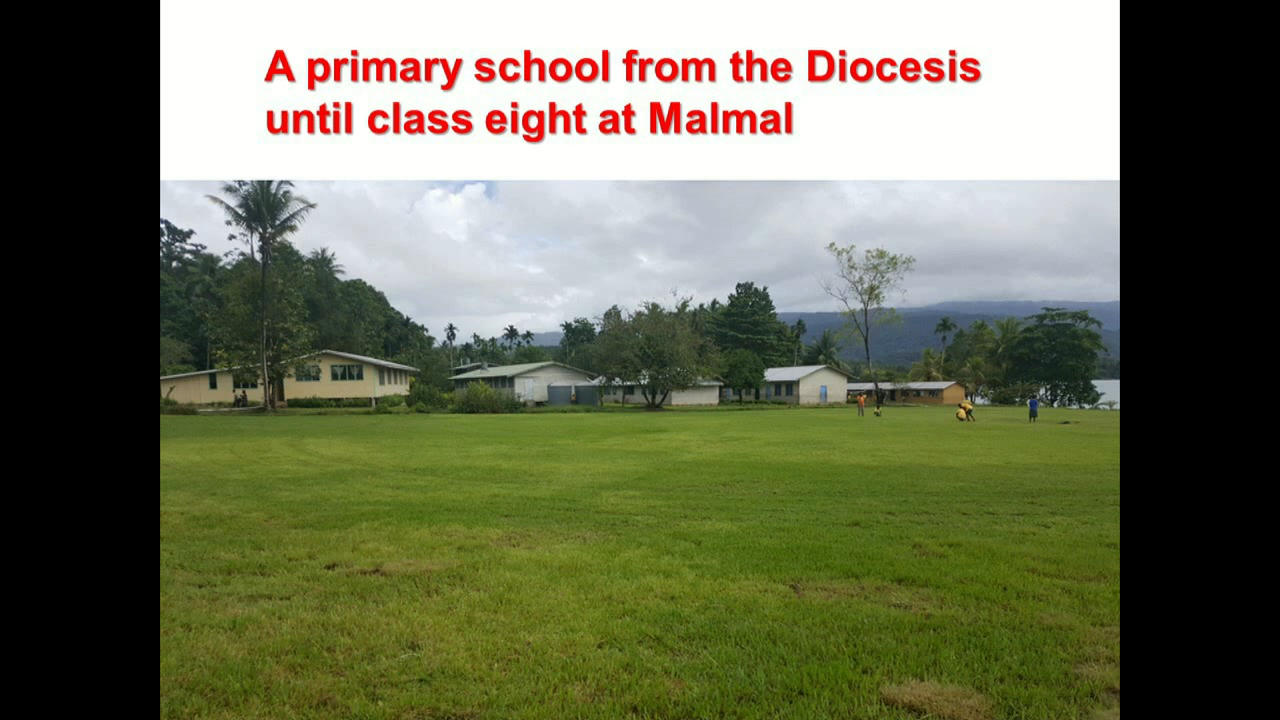 A primary school from the Diocesis
until class eight at Malmal